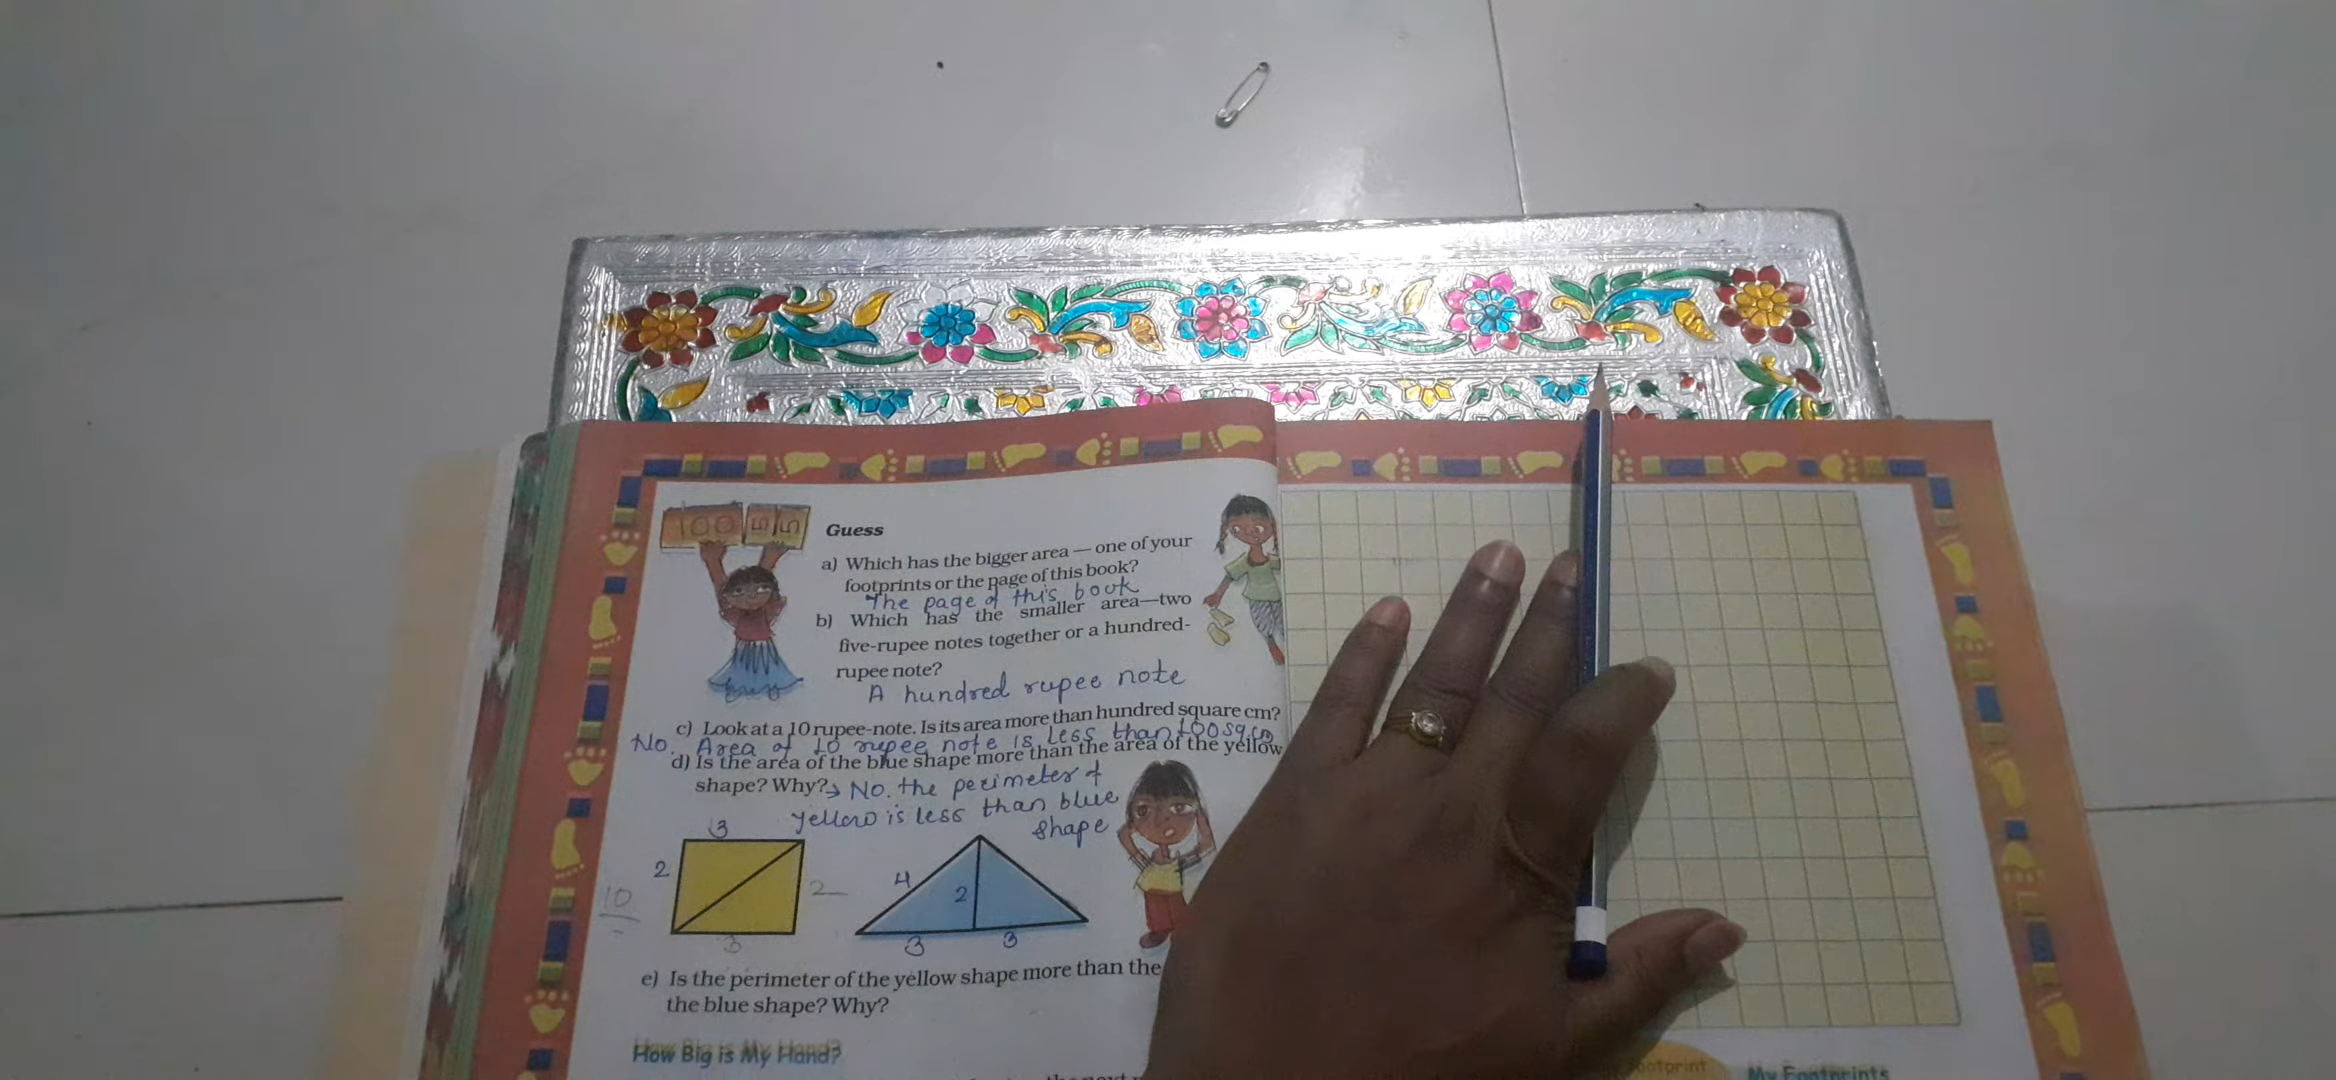 100 5 5
Guess
a) Which has the bigger area — one of your
footprints or the page of this book?
The page of this book
b) Which has the smaller area—two
five-rupee notes together or a hundred-
rupee note?
A hundred rupee note
c) Look at a 10 rupee-note. Is its area more than hundred square cm?
No. Area of 10 rupee note is less than 100 sq.cm
d) Is the area of the blue shape more than the area of the yellow
shape? Why? → No. the perimeter of
yellow is less than blue
shape
3
2
2
10
3
4
2
3
3
e) Is the perimeter of the yellow shape more than the
the blue shape? Why?
How Big is My Hand?
the next
Footprint
My Footprints